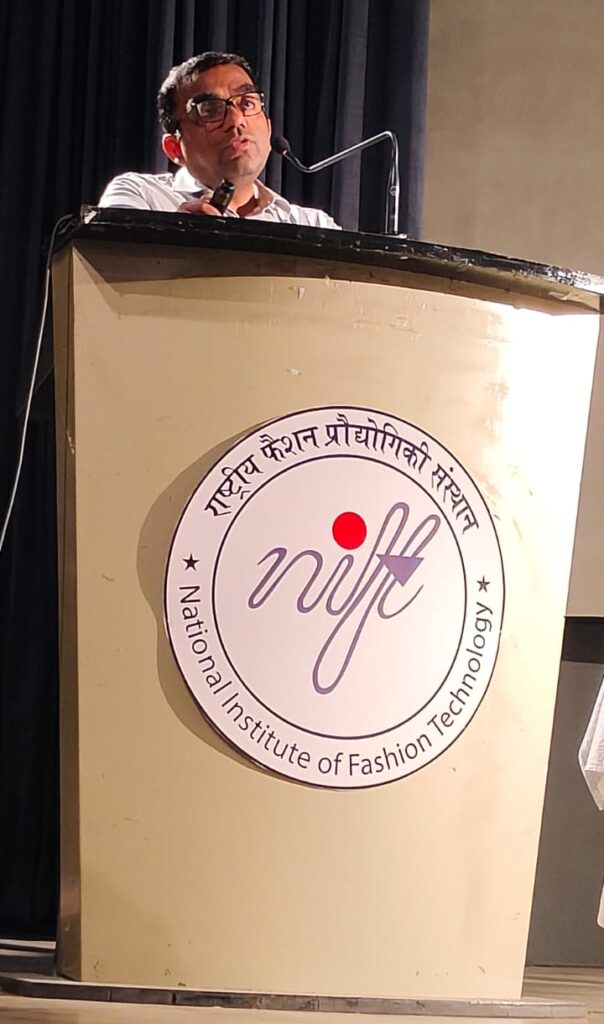 राष्ट्रीय फैशन प्रौद्योगिकी संस्थान
nift
National Institute of Fashion Technology